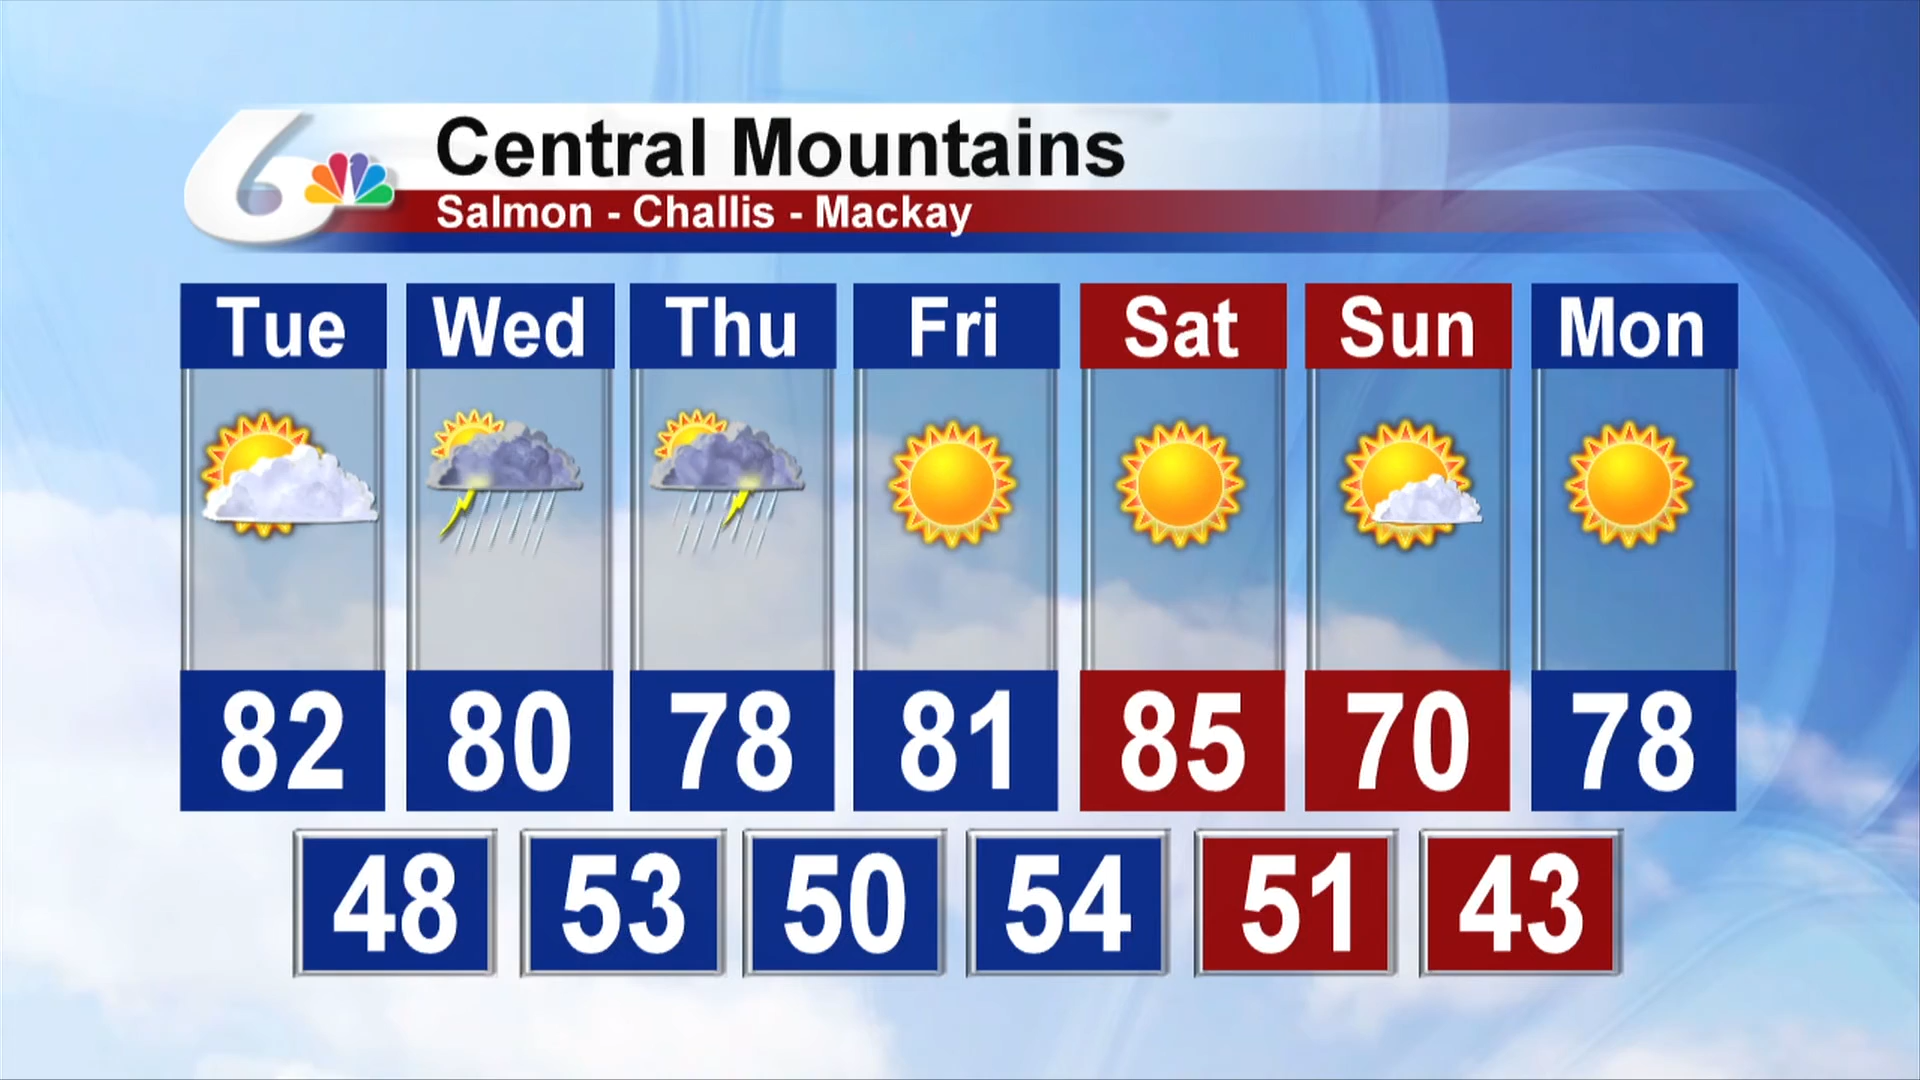 6
Central Mountains
Salmon - Challis - Mackay
Tue Wed Thu Fri Sat Sun Mon
82 80 78 81 85 70 78
48 53 50 54 51 43